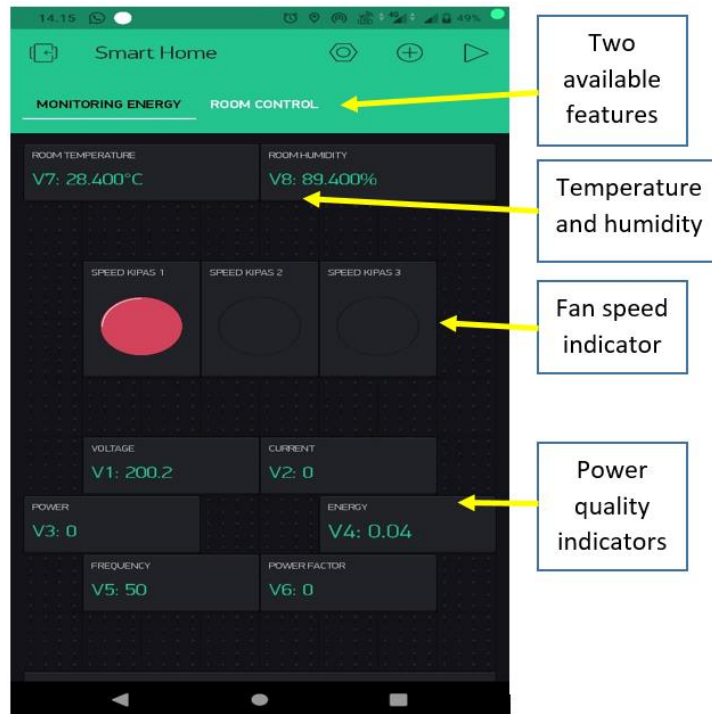 14.15
49%
Smart Home
MONITORING ENERGY ROOM CONTROL
ROOM TEMPERATURE ROOM HUMIDITY
V7: 28.400°C V8: 89.400%
SPEED KIPAS 1 SPEED KIPAS 2 SPEED KIPAS 3
VOLTAGE CURRENT
V1: 200.2 V2: 0
POWER ENERGY
V3: 0 V4: 0.04
FREQUENCY POWER FACTOR
V5: 50 V6: 0
Two
available
features
Temperature
and humidity
Fan speed
indicator
Power
quality
indicators